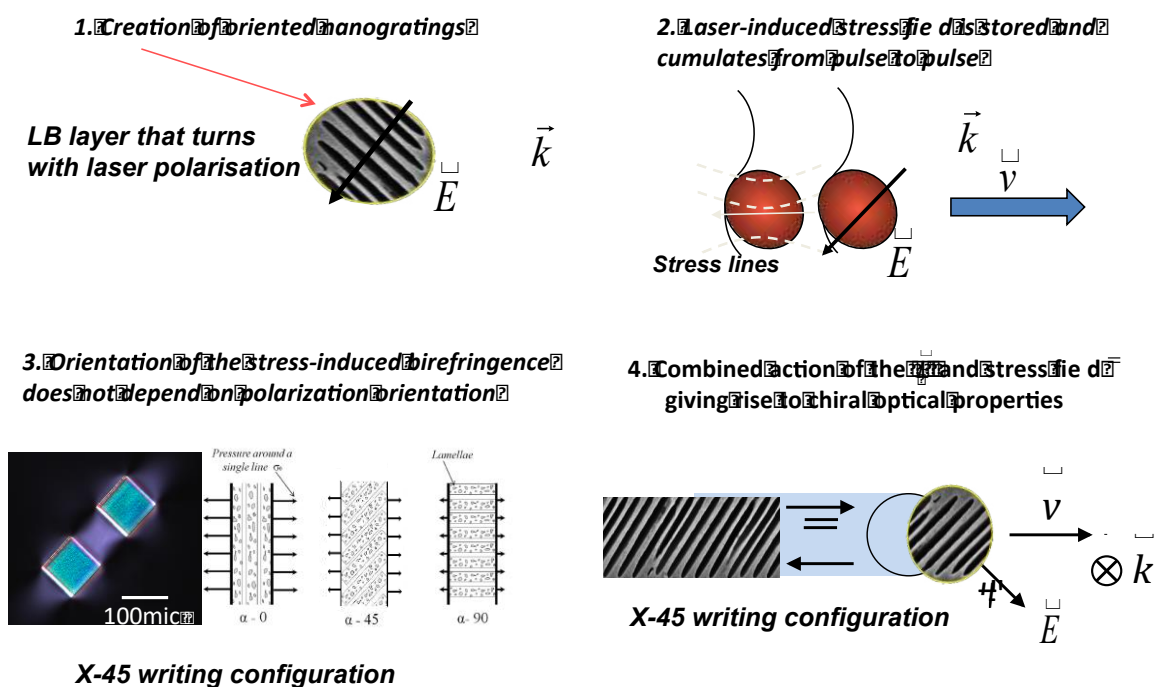 1. Creation of oriented nanogratings
LB layer that turns
with laser polarisation
k
E
2. Laser-induced stress fie d is stored and
cumulates from pulse to pulse
k
v
E
Stress lines
3. Orientation of the stress-induced birefringence
does not depend on polarization orientation
100mic
Pressure around a
single line
α - 0
α - 45
Lamellae
α - 90
X-45 writing configuration
4. Combined action of the and stress fie d
giving rise to chiral optical properties
v
k
E
X-45 writing configuration